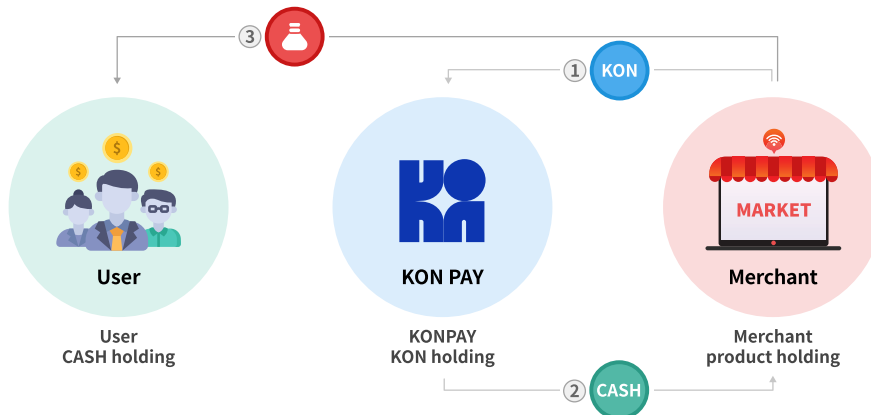 3
1
KON
$
$
$
MARKET
User
KON PAY
Merchant
User
CASH holding
KONPAY
KON holding
Merchant
product holding
2
CASH